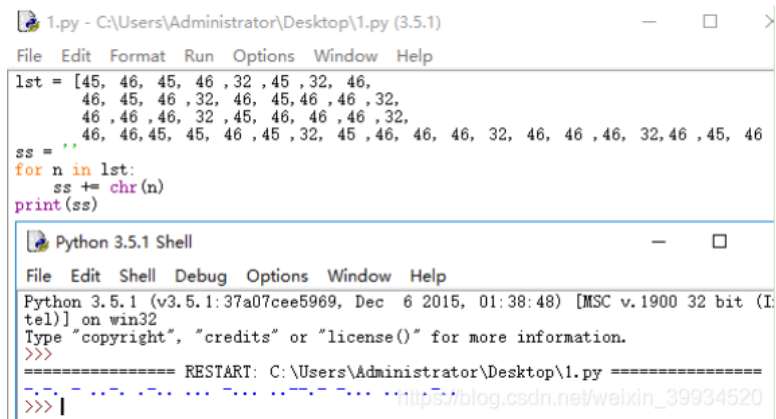 1.py - C:\Users\Administrator\Desktop\1.py (3.5.1)
File Edit Format Run Options Window Help
lst = [45, 46, 45, 46 ,32 ,45 ,32, 46,
46, 45, 46 ,32, 46, 45,46 ,46 ,32,
46 ,46 ,46, 32 ,45, 46, 46 ,46 ,32,
46, 46,45, 45, 46 ,45 ,32, 45 ,46, 46, 46, 32, 46, 46 ,46, 32,46 ,45, 46
ss = ''
for n in lst:
ss += chr(n)
print(ss)
Python 3.5.1 Shell
File Edit Shell Debug Options Window Help
Python 3.5.1 (v3.5.1:37a07cee5969, Dec 6 2015, 01:38:48) [MSC v.1900 32 bit (In
tel)] on win32
Type "copyright", "credits" or "license()" for more information.
>>>
================ RESTART: C:\Users\Administrator\Desktop\1.py ================
-.-. - ..-. .-.. ... -... ..--.- -... ... .-..
>>>
https://blog.csdn.net/weixin_39934520